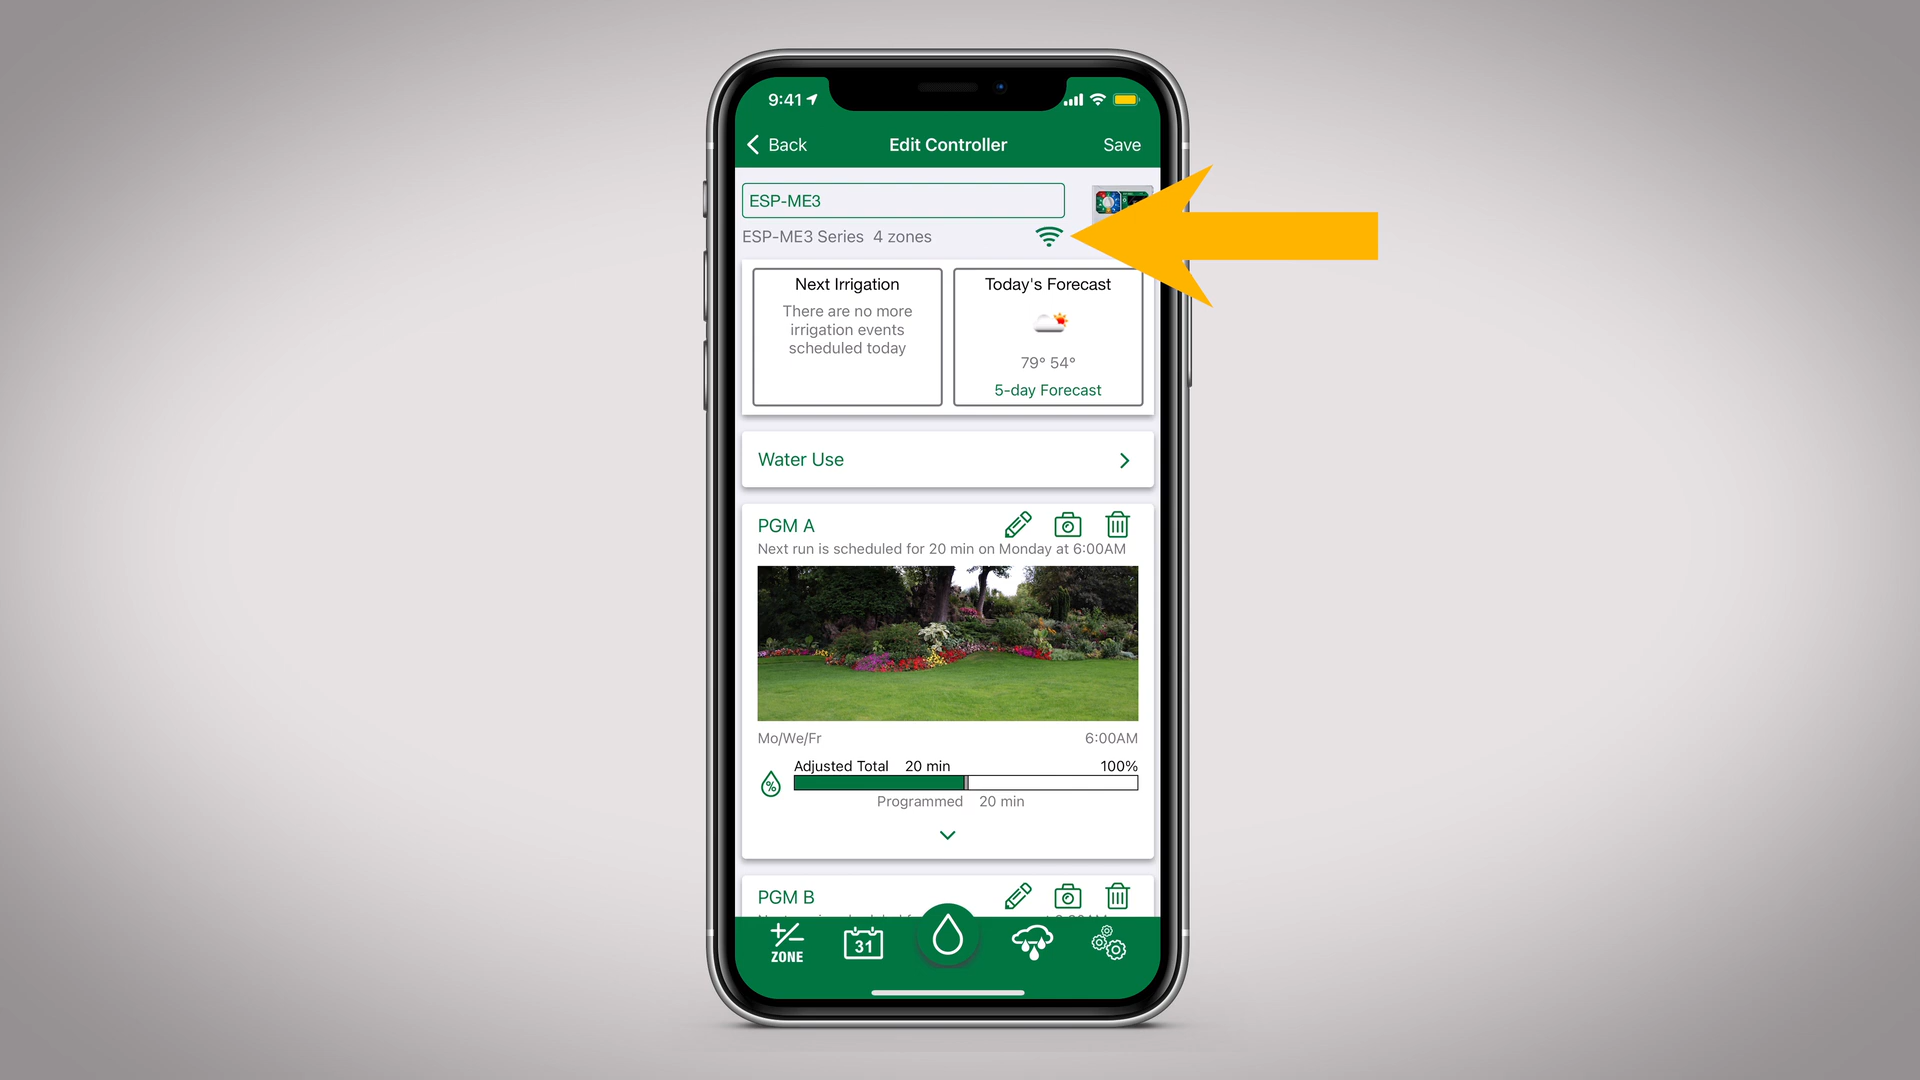 9:41
Back
Edit Controller
Save
ESP-ME3
ESP-ME3 Series 4 zones
Next Irrigation
There are no more
irrigation events
scheduled today
Today's Forecast
79° 54°
5-day Forecast
Water Use
PGM A
Next run is scheduled for 20 min on Monday at 6:00AM
Mo/We/Fr
6:00AM
Adjusted Total 20 min
100%
%
Programmed 20 min
PGM B
+/-
ZONE
31